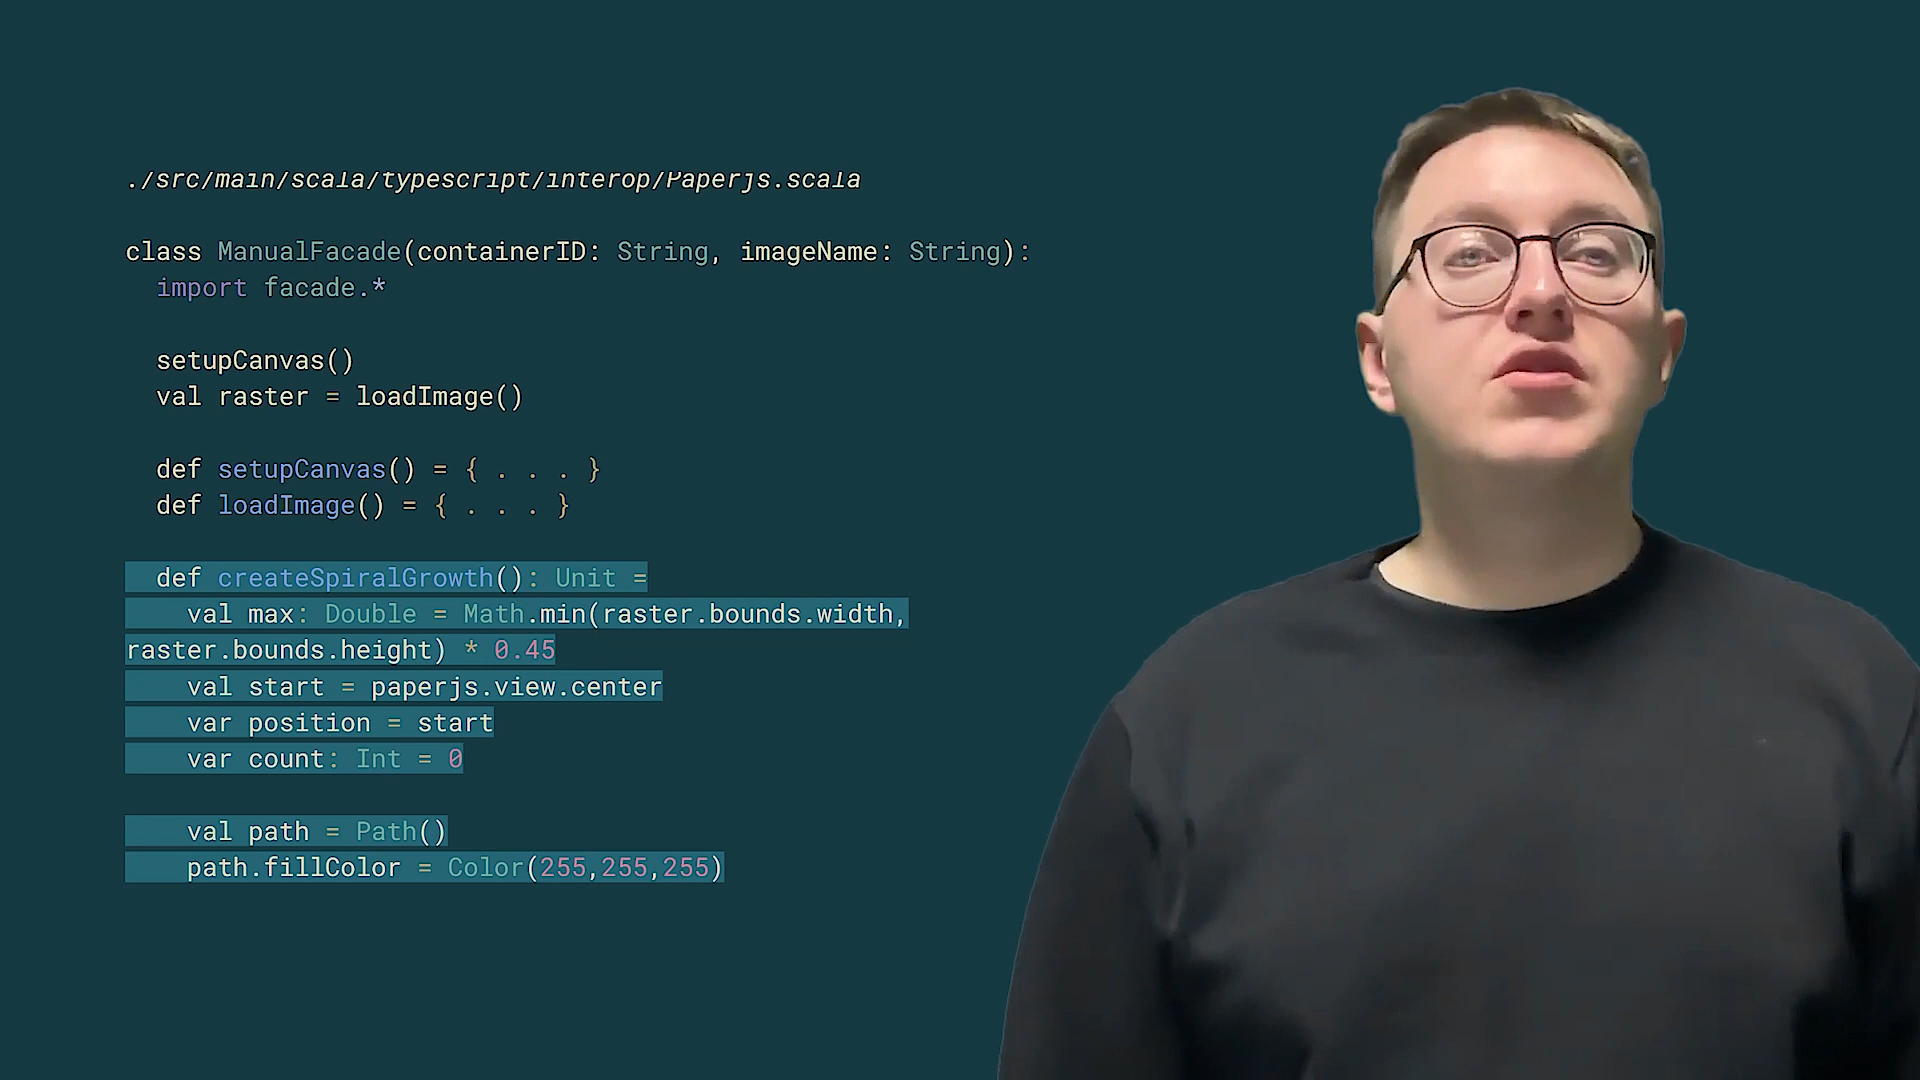 ./src/main/scala/typescript/interop/Paperjs.scala
class ManualFacade(containerID: String, imageName: String):
import facade.*
setupCanvas()
val raster = loadImage()
def setupCanvas() = { . . . }
def loadImage() = { . . . }
def createSpiralGrowth(): Unit =
val max: Double = Math.min(raster.bounds.width,
raster.bounds.height) * 0.45
val start = paperjs.view.center
var position = start
var count: Int = 0
val path = Path()
path.fillColor = Color(255,255,255)